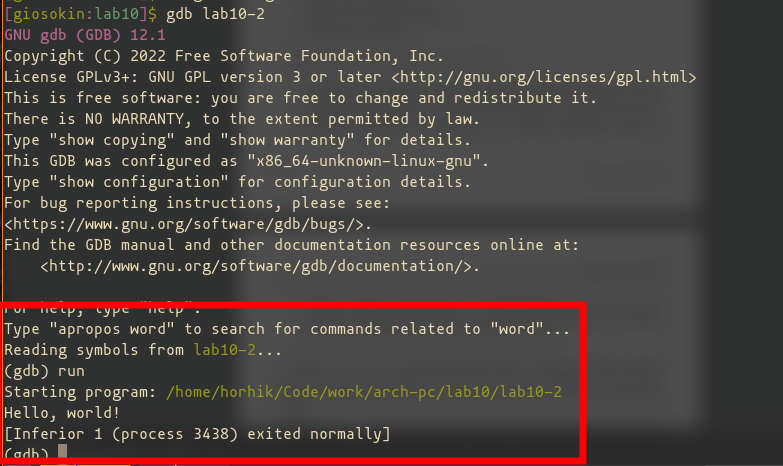 [giosokin:lab10]$ gdb lab10-2
GNU gdb (GDB) 12.1
Copyright (C) 2022 Free Software Foundation, Inc.
License GPLv3+: GNU GPL version 3 or later <http://gnu.org/licenses/gpl.html>
This is free software: you are free to change and redistribute it.
There is NO WARRANTY, to the extent permitted by law.
Type "show copying" and "show warranty" for details.
This GDB was configured as "x86_64-unknown-linux-gnu".
Type "show configuration" for configuration details.
For bug reporting instructions, please see:
<https://www.gnu.org/software/gdb/bugs/>.
Find the GDB manual and other documentation resources online at:
    <http://www.gnu.org/software/gdb/documentation/>.
For help, type "help".
Type "apropos word" to search for commands related to "word"...
Reading symbols from lab10-2...
(gdb) run
Starting program: /home/horhik/Code/work/arch-pc/lab10/lab10-2
Hello, world!
[Inferior 1 (process 3438) exited normally]
(gdb)